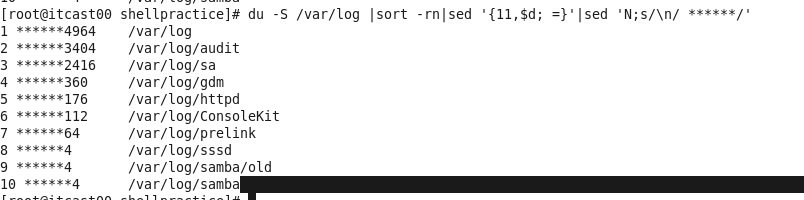 [root@itcast00 shellpractice]# du -S /var/log |sort -rn|sed '{11,$d; =}'|sed 'N;s/\n/ ******/'
1 ******4964    /var/log
2 ******3404    /var/log/audit
3 ******2416    /var/log/sa
4 ******360     /var/log/gdm
5 ******176     /var/log/httpd
6 ******112     /var/log/ConsoleKit
7 ******64      /var/log/prelink
8 ******4       /var/log/sssd
9 ******4       /var/log/samba/old
10 ******4      /var/log/samba
[root@itcast00 shellpractice]#